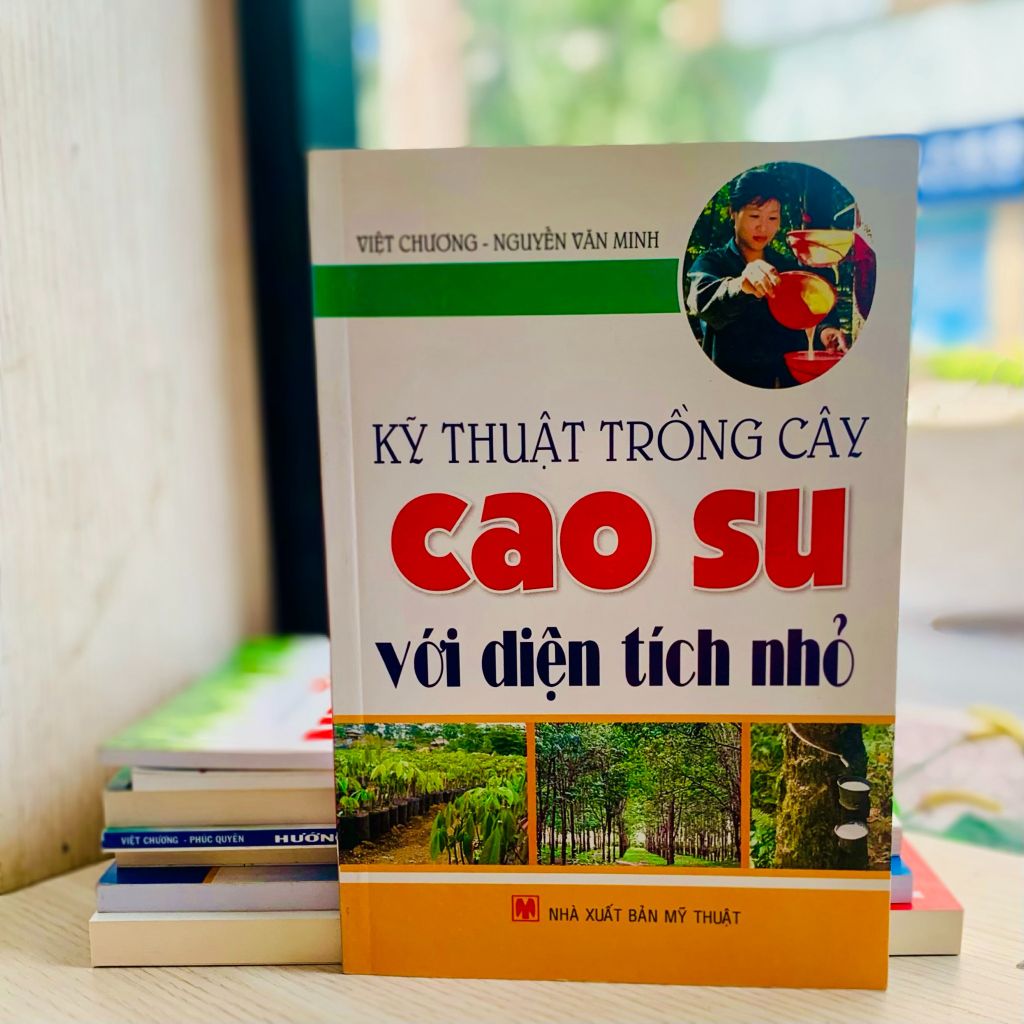 VIỆT CHƯƠNG - NGUYỄN VĂN MINH
KỸ THUẬT TRỒNG CÂY
cao su
với diện tích nhỏ
NHÀ XUẤT BẢN MỸ THUẬT
VIỆT CHƯƠNG - PHÚC QUYÊN